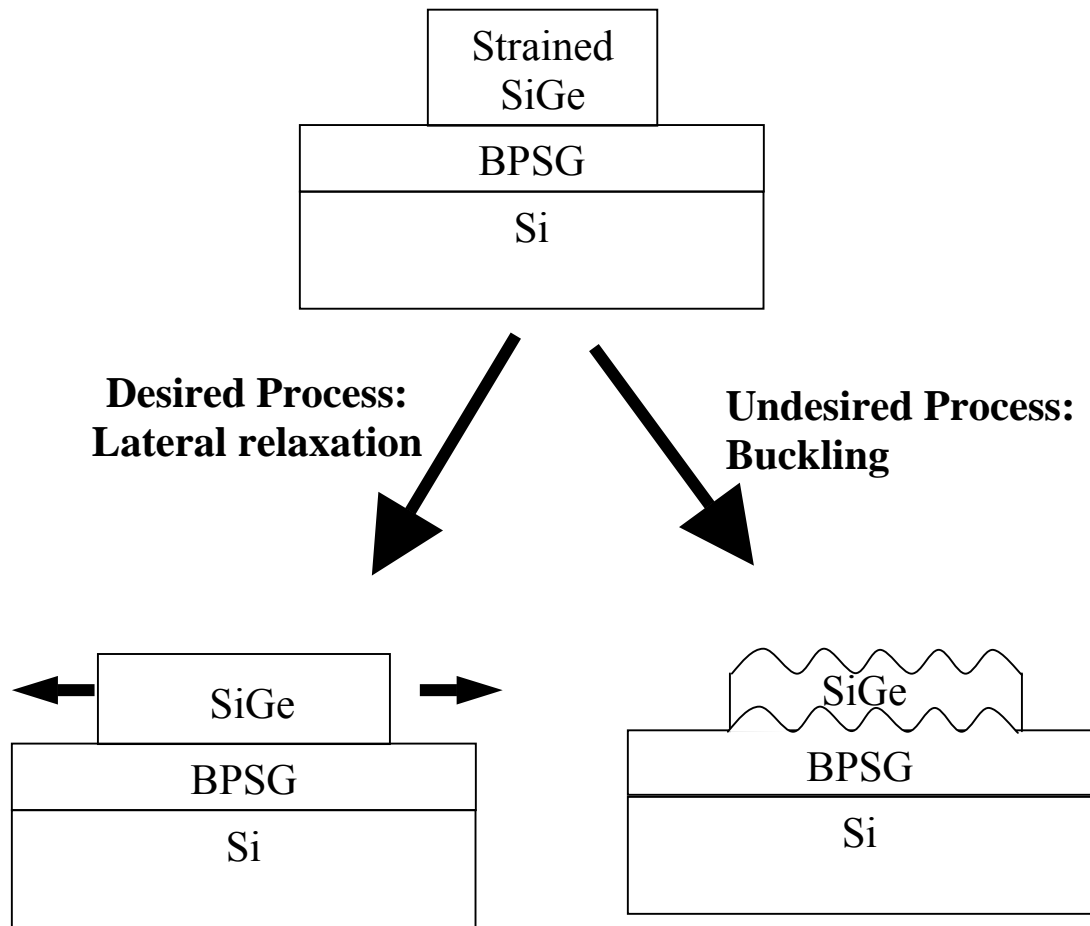 Strained
SiGe
BPSG
Si
Desired Process:
Lateral relaxation
Undesired Process:
Buckling
SiGe
BPSG
Si
SiGe
BPSG
Si